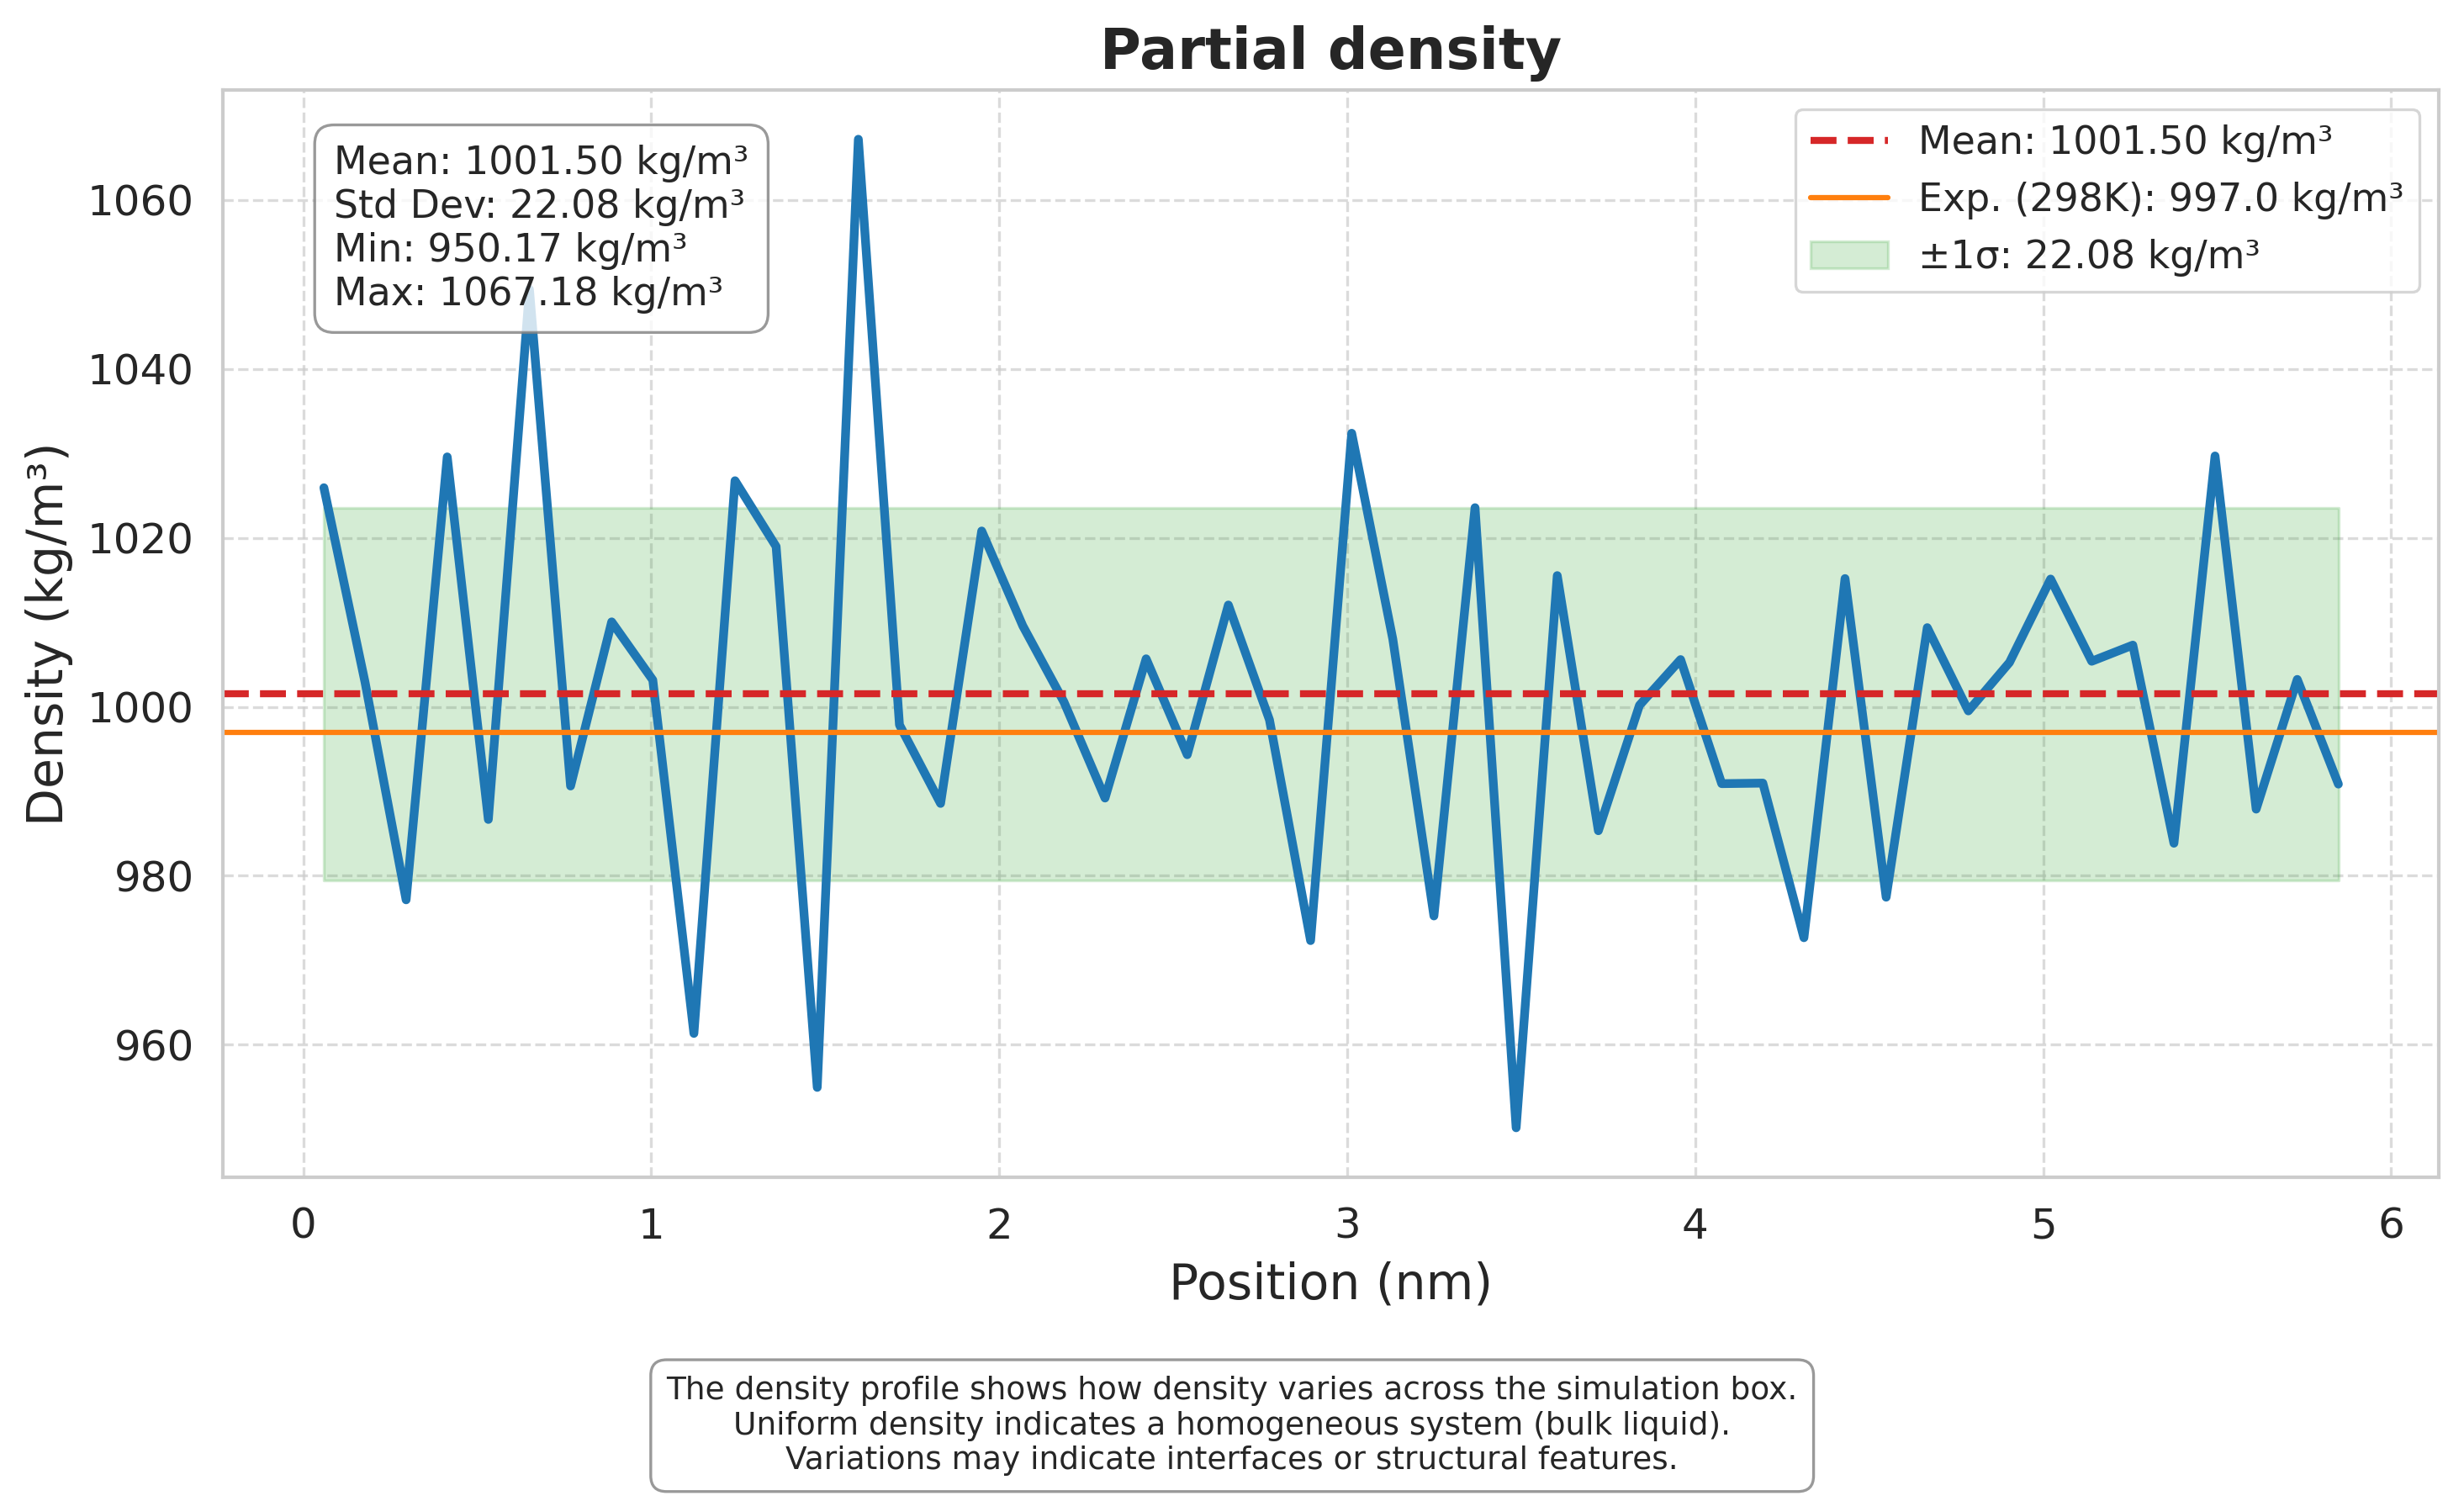 Partial density
Mean: 1001.50 kg/m³
Std Dev: 22.08 kg/m³
Min: 950.17 kg/m³
Max: 1067.18 kg/m³
Mean: 1001.50 kg/m³
Exp. (298K): 997.0 kg/m³
±1σ: 22.08 kg/m³
Density (kg/m³)
1060
1040
1020
1000
980
960
0 1 2 3 4 5 6
Position (nm)
The density profile shows how density varies across the simulation box.
Uniform density indicates a homogeneous system (bulk liquid).
Variations may indicate interfaces or structural features.